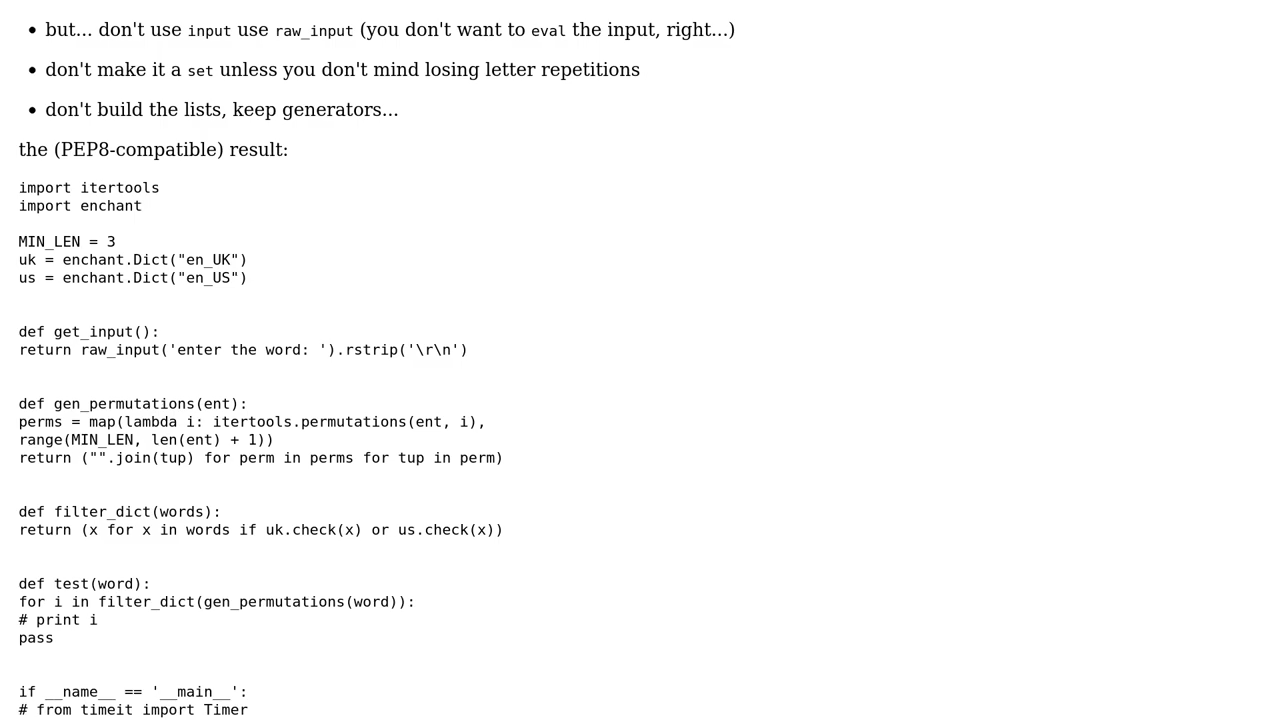 • but... don't use input use raw_input (you don't want to eval the input, right...)
• don't make it a set unless you don't mind losing letter repetitions
• don't build the lists, keep generators...
the (PEP8-compatible) result:
import itertools
import enchant
MIN_LEN = 3
uk = enchant.Dict("en_UK")
us = enchant.Dict("en_US")
def get_input():
return raw_input('enter the word: ').rstrip('\r\n')
def gen_permutations(ent):
perms = map(lambda i: itertools.permutations(ent, i),
range(MIN_LEN, len(ent) + 1))
return ("".join(tup) for perm in perms for tup in perm)
def filter_dict(words):
return (x for x in words if uk.check(x) or us.check(x))
def test(word):
for i in filter_dict(gen_permutations(word)):
# print i
pass
if __name__ == '__main__':
# from timeit import Timer